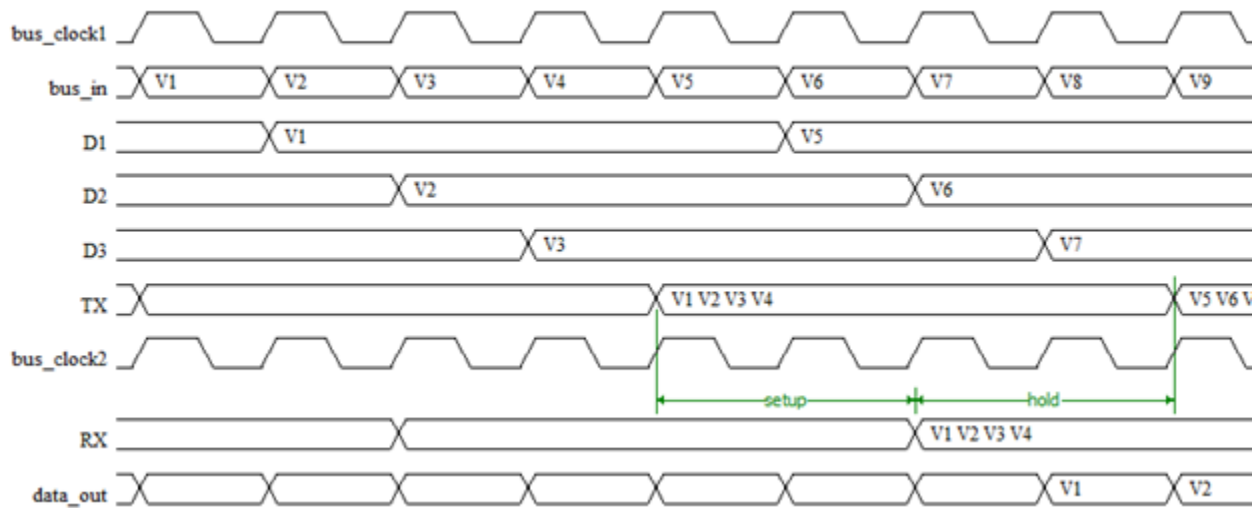 bus_clock1
bus_in V1 V2 V3 V4 V5 V6 V7 V8 V9
D1 V1 V5
D2 V2 V6
D3 V3 V7
TX V1 V2 V3 V4 V5 V6 V
bus_clock2
setup hold
RX V1 V2 V3 V4
data_out V1 V2